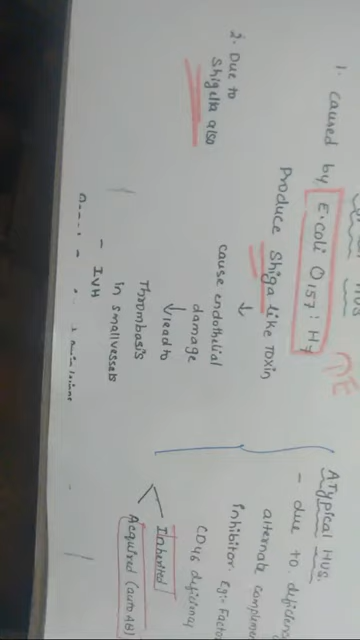 HUS
1. caused by E.coli O157:H7
Produce Shiga like Toxin
↓
cause endothelial
damage
↓ lead to
Thrombosis
in small vessels
- IVH
2. Due to
Shigella also
ATypical HUS.
- due to deficiency
alternate complement
inhibitor. eg:- Factor
CD46 deficiency
Inherited
Acquired (auto AB)